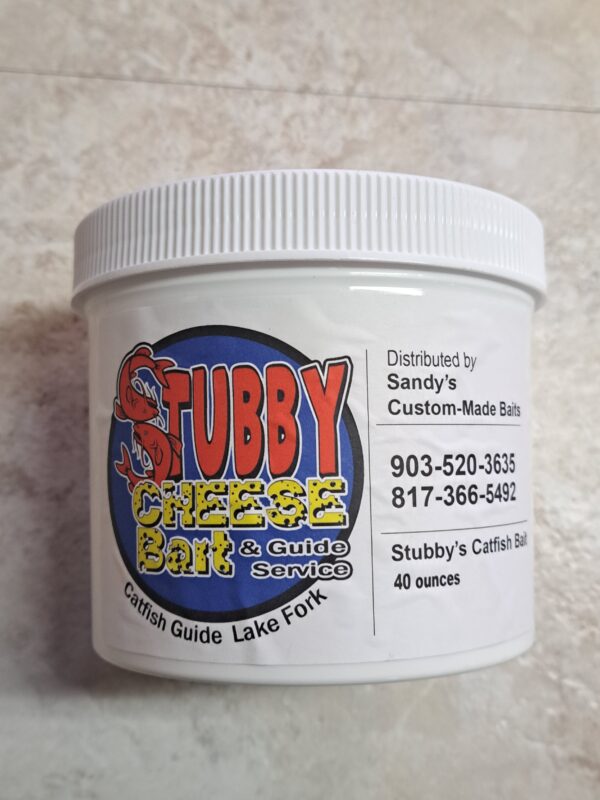 STUBBY
CHEESE
Bait & Guide
Service
Catfish Guide Lake Fork
Distributed by
Sandy's
Custom-Made Baits
903-520-3635
817-366-5492
Stubby's Catfish Bait
40 ounces